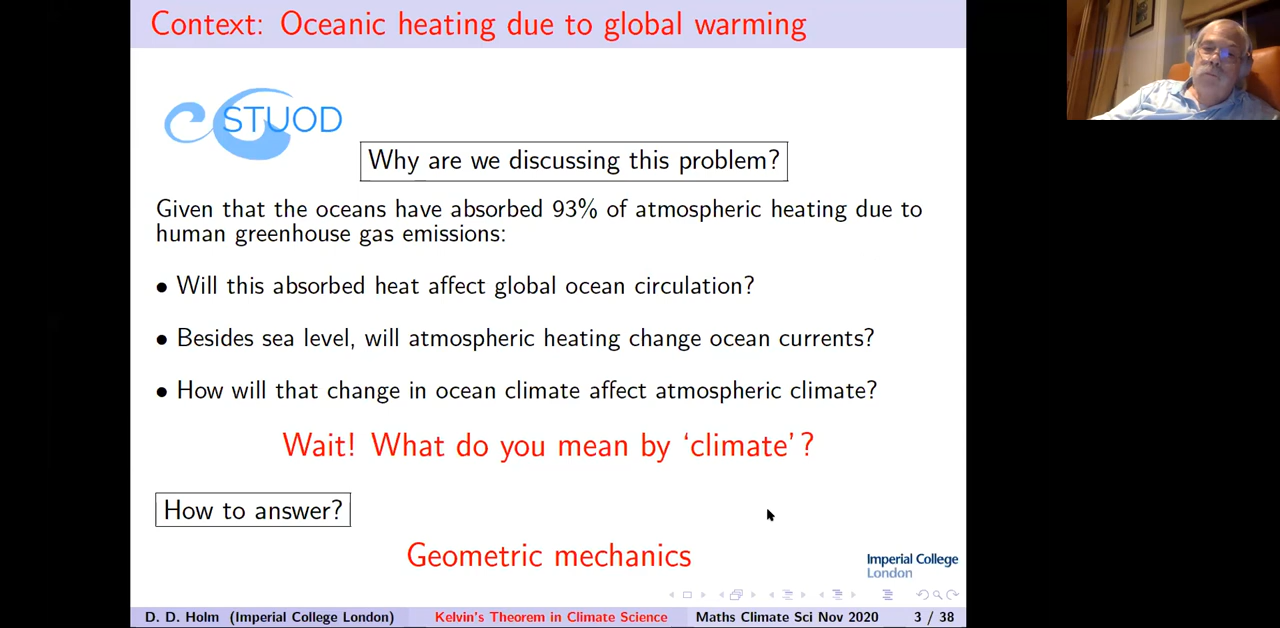 Context: Oceanic heating due to global warming
STUOD
Why are we discussing this problem?
Given that the oceans have absorbed 93% of atmospheric heating due to
human greenhouse gas emissions:
• Will this absorbed heat affect global ocean circulation?
• Besides sea level, will atmospheric heating change ocean currents?
• How will that change in ocean climate affect atmospheric climate?
Wait! What do you mean by ‘climate’?
How to answer?
Geometric mechanics
Imperial College
London
D. D. Holm (Imperial College London) Kelvin's Theorem in Climate Science Maths Climate Sci Nov 2020 3 / 38